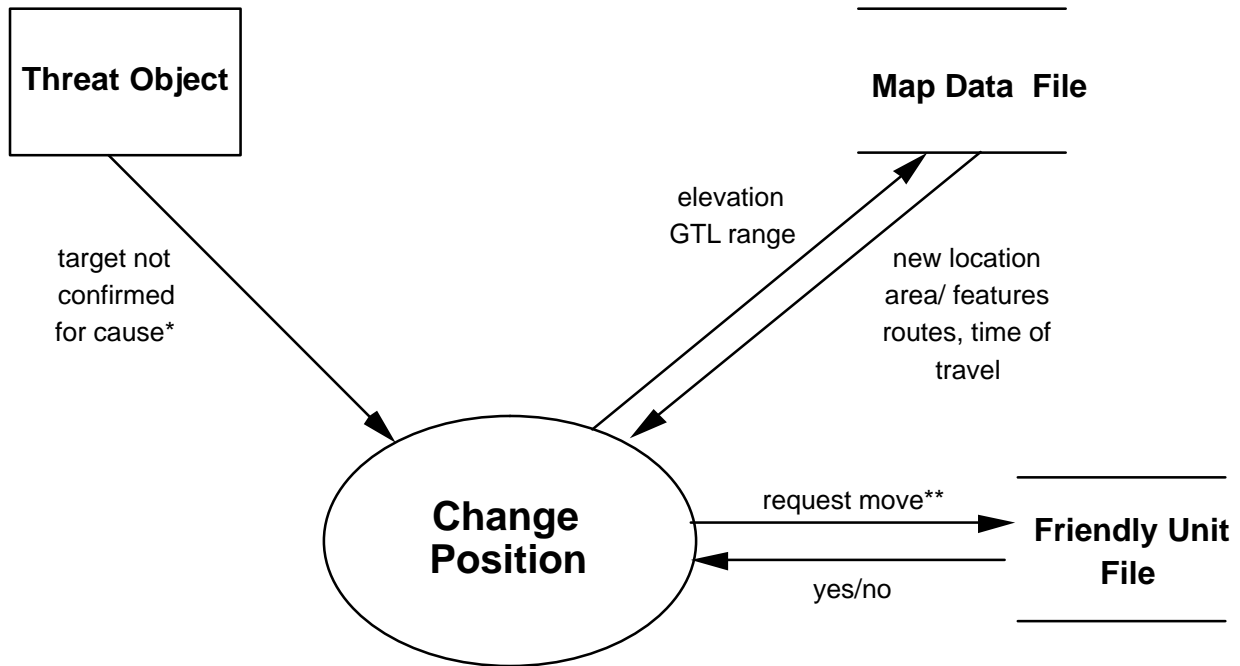 Threat Object
Map Data File
elevation
GTL range
target not
confirmed
for cause*
new location
area/ features
routes, time of
travel
Change
Position
request move**
yes/no
Friendly Unit
File